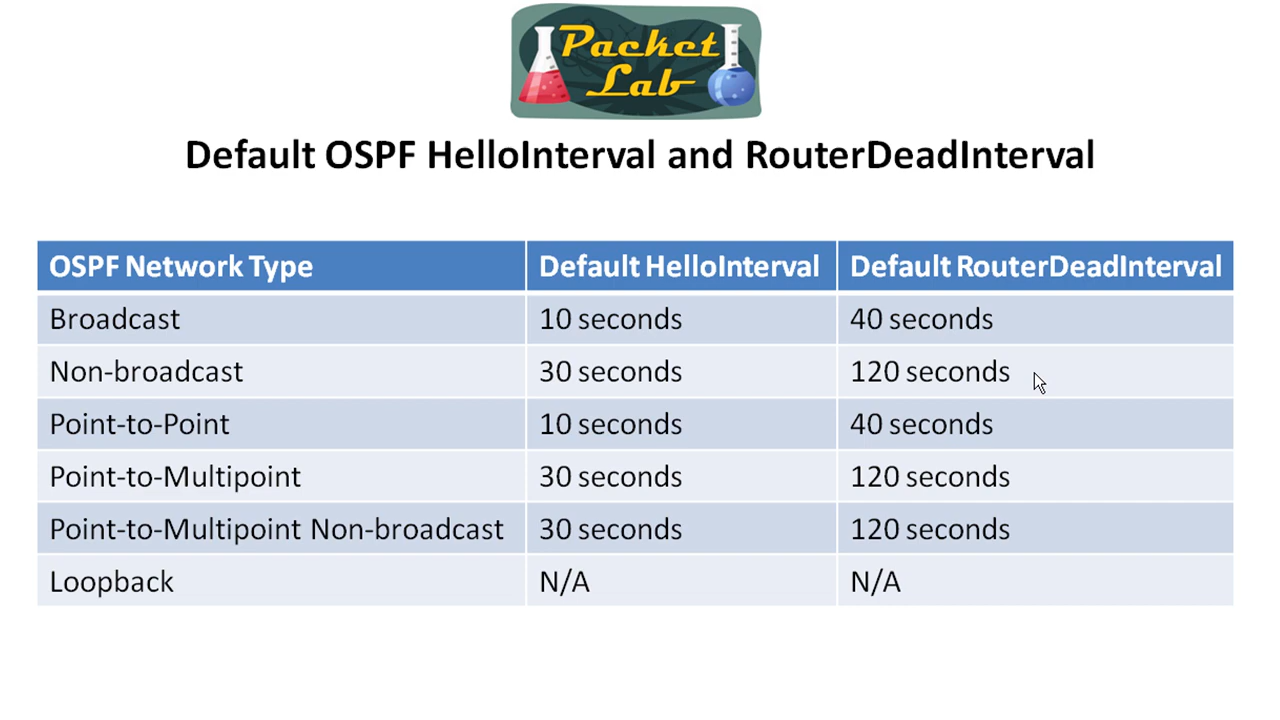 Packet
Lab
Default OSPF HelloInterval and RouterDeadInterval
OSPF Network Type Default HelloInterval Default RouterDeadInterval
Broadcast 10 seconds 40 seconds
Non-broadcast 30 seconds 120 seconds
Point-to-Point 10 seconds 40 seconds
Point-to-Multipoint 30 seconds 120 seconds
Point-to-Multipoint Non-broadcast 30 seconds 120 seconds
Loopback N/A N/A